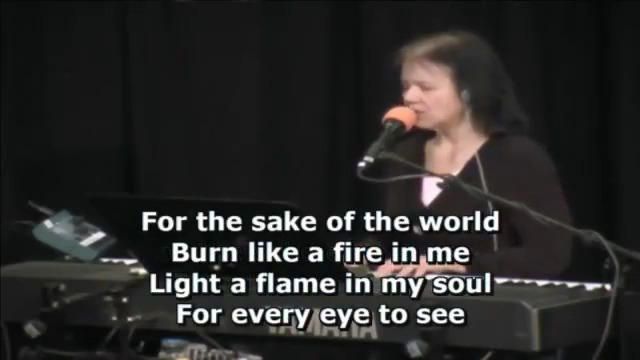 For the sake of the world
Burn like a fire in me
Light a flame in my soul
For every eye to see
YAMAHA